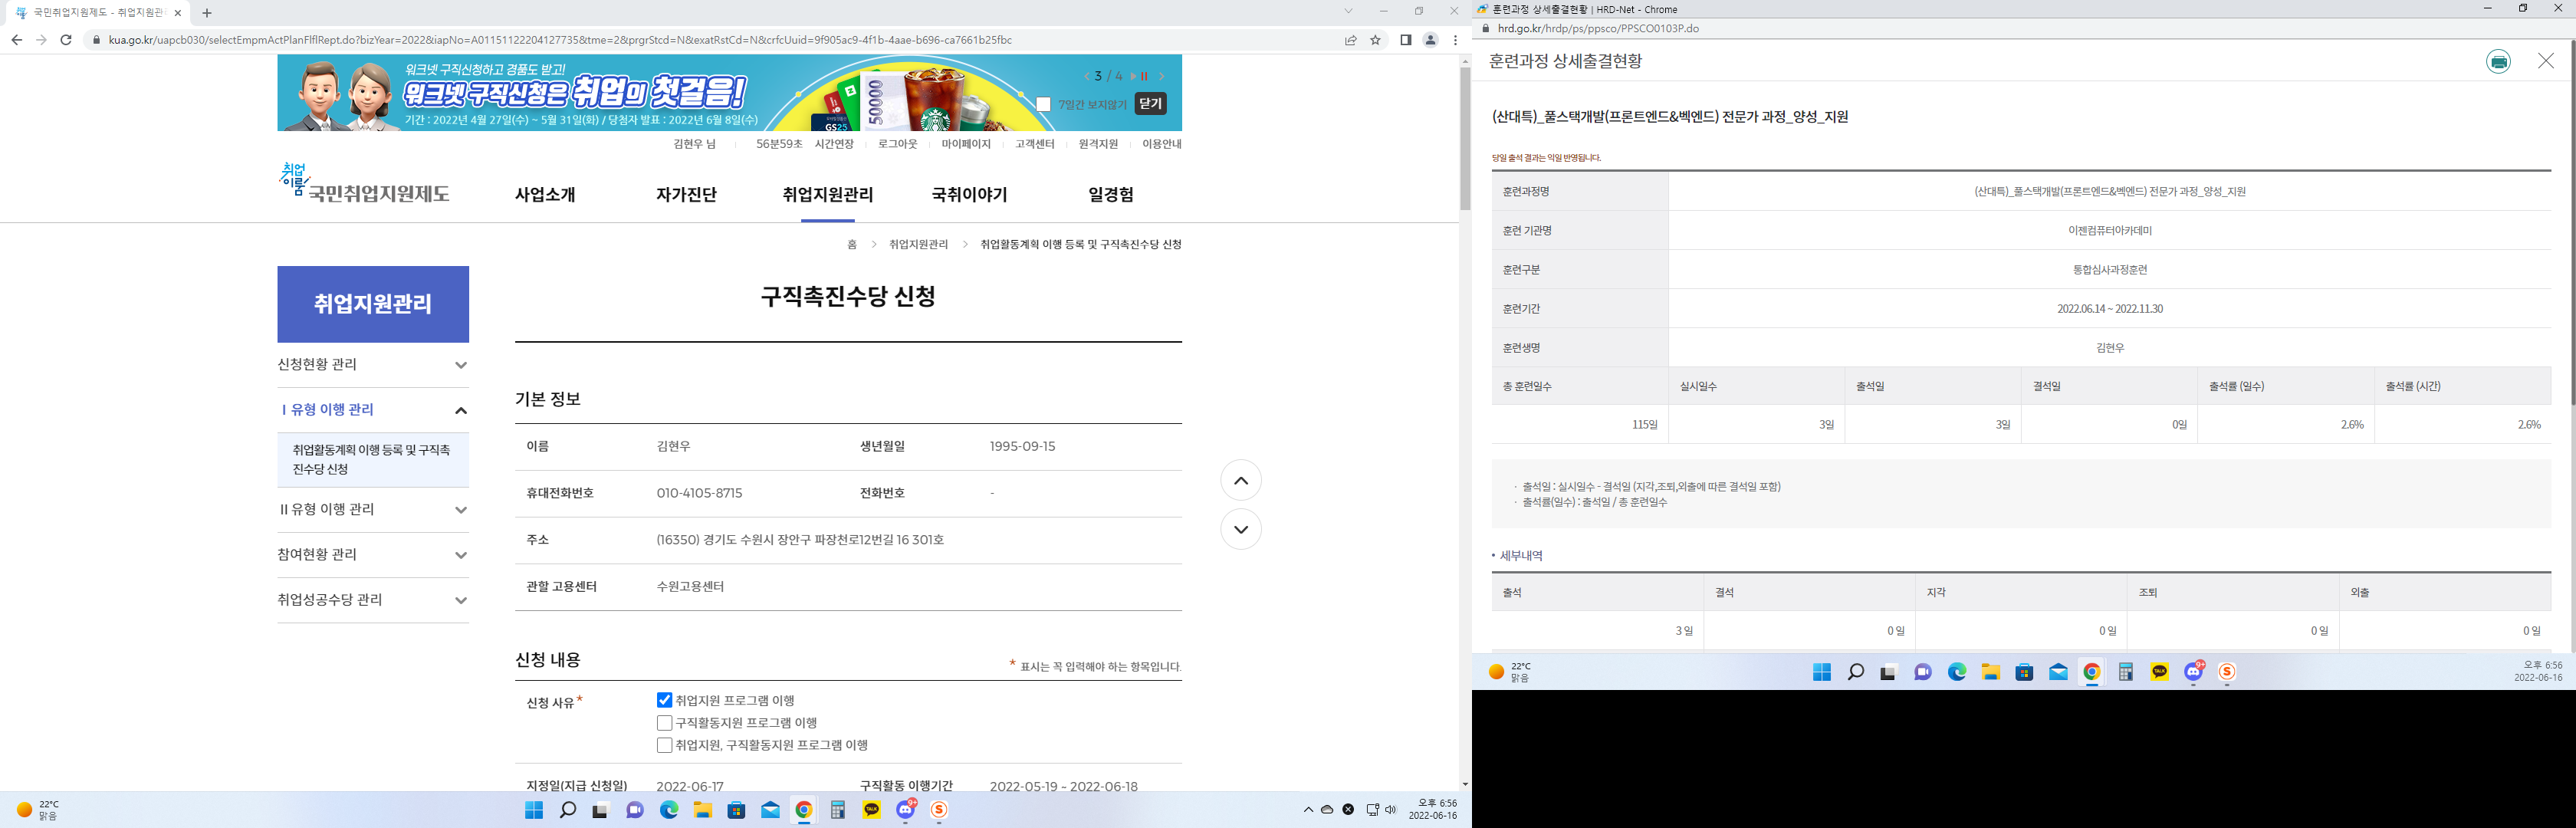 국민취업지원제도 - 취업지원관
kua.go.kr/uapcb030/selectEmpmActPlanFlflRept.do?bizYear=2022&iapNo=A01151122204127735&tme=2&prgrStcd=N&exatRstCd=N&crfcUuid=9f905ac9-4f1b-4aae-b696-ca7661b25fbc
워크넷 구직신청하고 경품도 받고!
워크넷 구직신청은 취업의 첫걸음!
기간 : 2022년 4월 27일(수) ~ 5월 31일(화) / 당첨자 발표 : 2022년 6월 8일(수)
50000
GS25
3 / 4
7일간 보지않기 닫기
김현우 님 56분59초 시간연장 로그아웃 마이페이지 고객센터 원격지원 이용안내
취업이룸 국민취업지원제도
사업소개 자가진단 취업지원관리 국취이야기 일경험
홈 > 취업지원관리 > 취업활동계획 이행 등록 및 구직촉진수당 신청
취업지원관리
신청현황 관리
Ⅰ유형 이행 관리
취업활동계획 이행 등록 및 구직촉
진수당 신청
Ⅱ유형 이행 관리
참여현황 관리
취업성공수당 관리
구직촉진수당 신청
기본 정보
이름 김현우 생년월일 1995-09-15
휴대전화번호 010-4105-8715 전화번호 -
주소 (16350) 경기도 수원시 장안구 파장천로12번길 16 301호
관할 고용센터 수원고용센터
신청 내용
* 표시는 꼭 입력해야 하는 항목입니다.
신청 사유* 취업지원 프로그램 이행
구직활동지원 프로그램 이행
취업지원, 구직활동지원 프로그램 이행
지정일(지급 신청일) 2022-06-17 구직활동 이행기간 2022-05-19 ~ 2022-06-18
22°C
맑음
TALK
9+
S
오후 6:56
2022-06-16
훈련과정 상세출결현황 | HRD-Net - Chrome
hrd.go.kr/hrdp/ps/ppsco/PPSCO0103P.do
훈련과정 상세출결현황
(산대특)_풀스택개발(프론트엔드&벡엔드) 전문가 과정_양성_지원
당일 출석 결과는 익일 반영됩니다.
훈련과정명 (산대특)_풀스택개발(프론트엔드&벡엔드) 전문가 과정_양성_지원
훈련 기관명 이젠컴퓨터아카데미
훈련구분 통합심사과정훈련
훈련기간 2022.06.14 ~ 2022.11.30
훈련생명 김현우
총 훈련일수 실시일수 출석일 결석일 출석률 (일수) 출석률 (시간)
115일 3일 3일 0일 2.6% 2.6%
· 출석일 : 실시일수 - 결석일 (지각,조퇴,외출에 따른 결석일 포함)
· 출석률(일수) : 출석일 / 총 훈련일수
• 세부내역
출석 결석 지각 조퇴 외출
3 일 0 일 0 일 0 일 0 일
22°C
맑음
TALK
9+
S
오후 6:56
2022-06-16